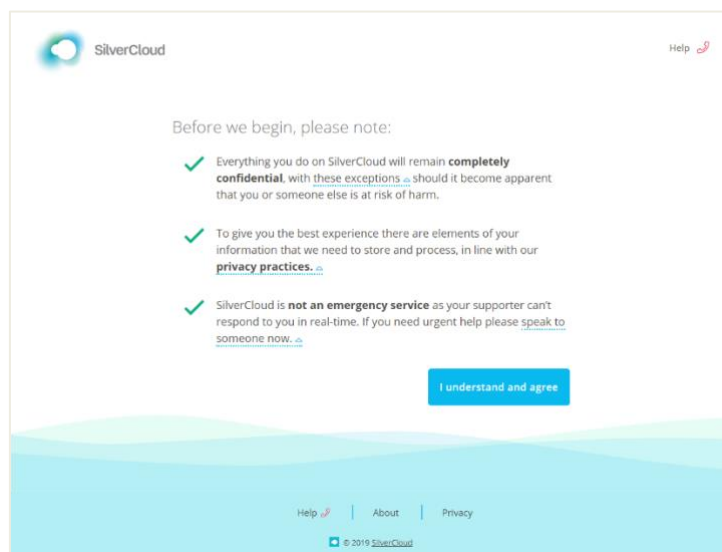 SilverCloud
Help
Before we begin, please note:
Everything you do on SilverCloud will remain completely
confidential, with these exceptions should it become apparent
that you or someone else is at risk of harm.
To give you the best experience there are elements of your
information that we need to store and process, in line with our
privacy practices.
SilverCloud is not an emergency service as your supporter can't
respond to you in real-time. If you need urgent help please speak to
someone now.
I understand and agree
Help | About | Privacy
© 2019 SilverCloud